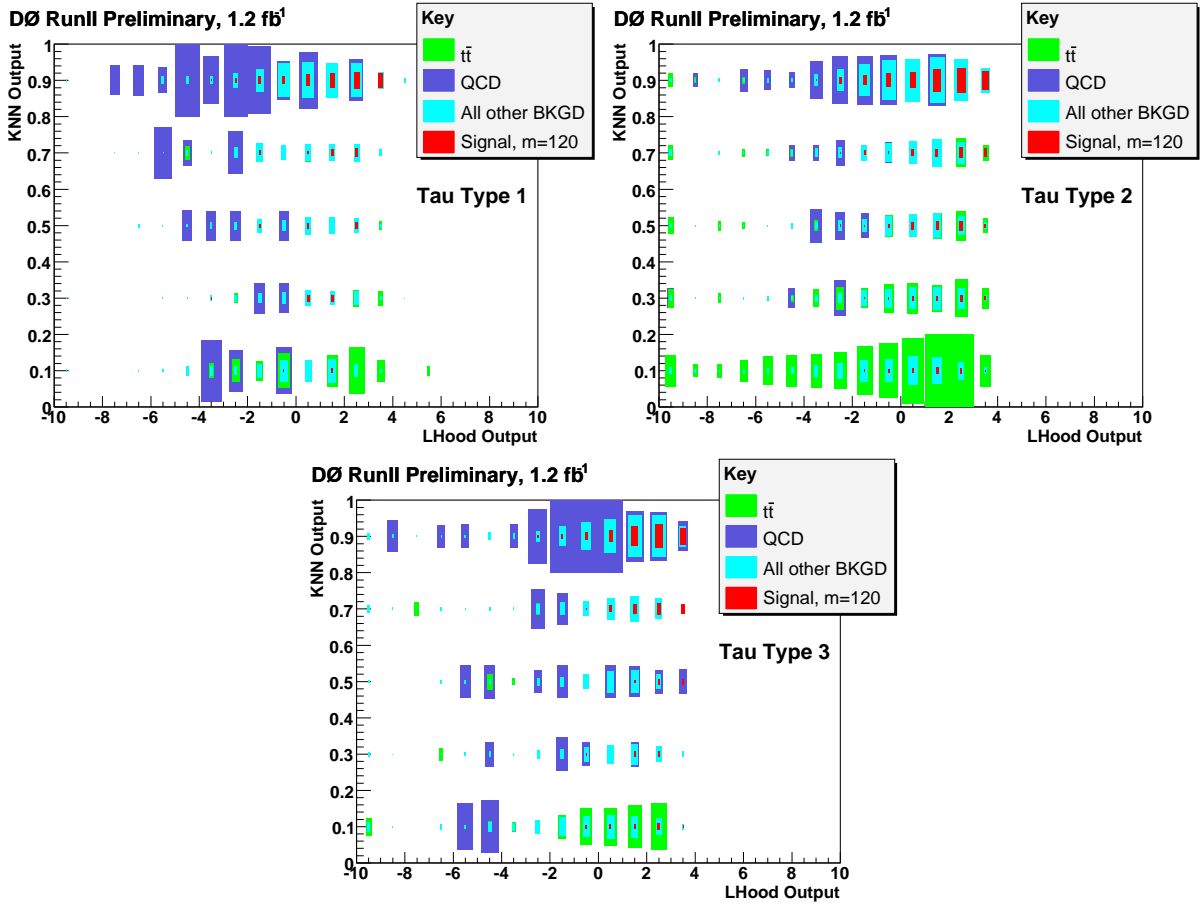 DØ RunII Preliminary, 1.2 fb-1
Key
tt̄
QCD
All other BKGD
Signal, m=120
Tau Type 1
KNN Output
1
0.9
0.8
0.7
0.6
0.5
0.4
0.3
0.2
0.1
0
-10 -8 -6 -4 -2 0 2 4 6 8 10
LHood Output
DØ RunII Preliminary, 1.2 fb-1
Key
tt̄
QCD
All other BKGD
Signal, m=120
Tau Type 2
KNN Output
1
0.9
0.8
0.7
0.6
0.5
0.4
0.3
0.2
0.1
0
-10 -8 -6 -4 -2 0 2 4 6 8 10
LHood Output
DØ RunII Preliminary, 1.2 fb-1
Key
tt̄
QCD
All other BKGD
Signal, m=120
Tau Type 3
KNN Output
1
0.9
0.8
0.7
0.6
0.5
0.4
0.3
0.2
0.1
0
-10 -8 -6 -4 -2 0 2 4 6 8 10
LHood Output